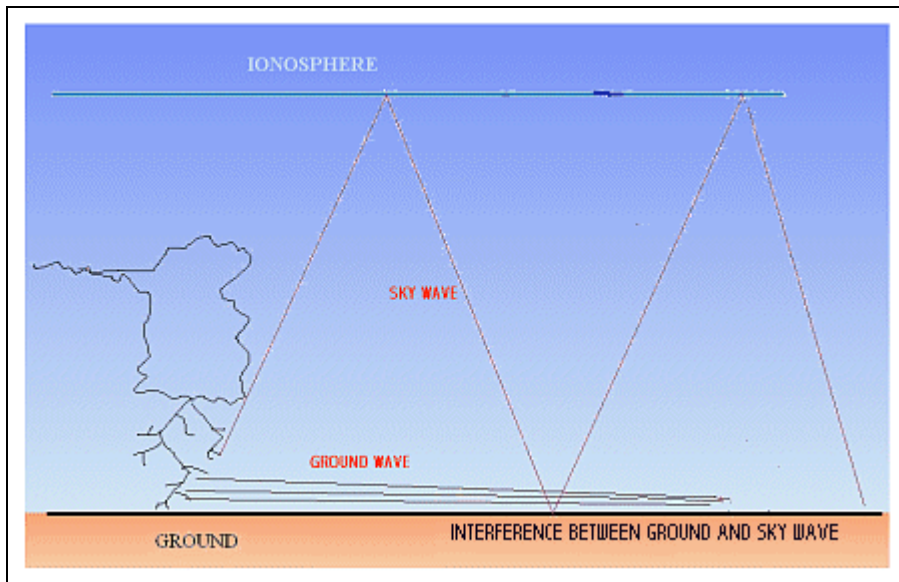 IONOSPHERE
SKY WAVE
GROUND WAVE
INTERFERENCE BETWEEN GROUND AND SKY WAVE
GROUND